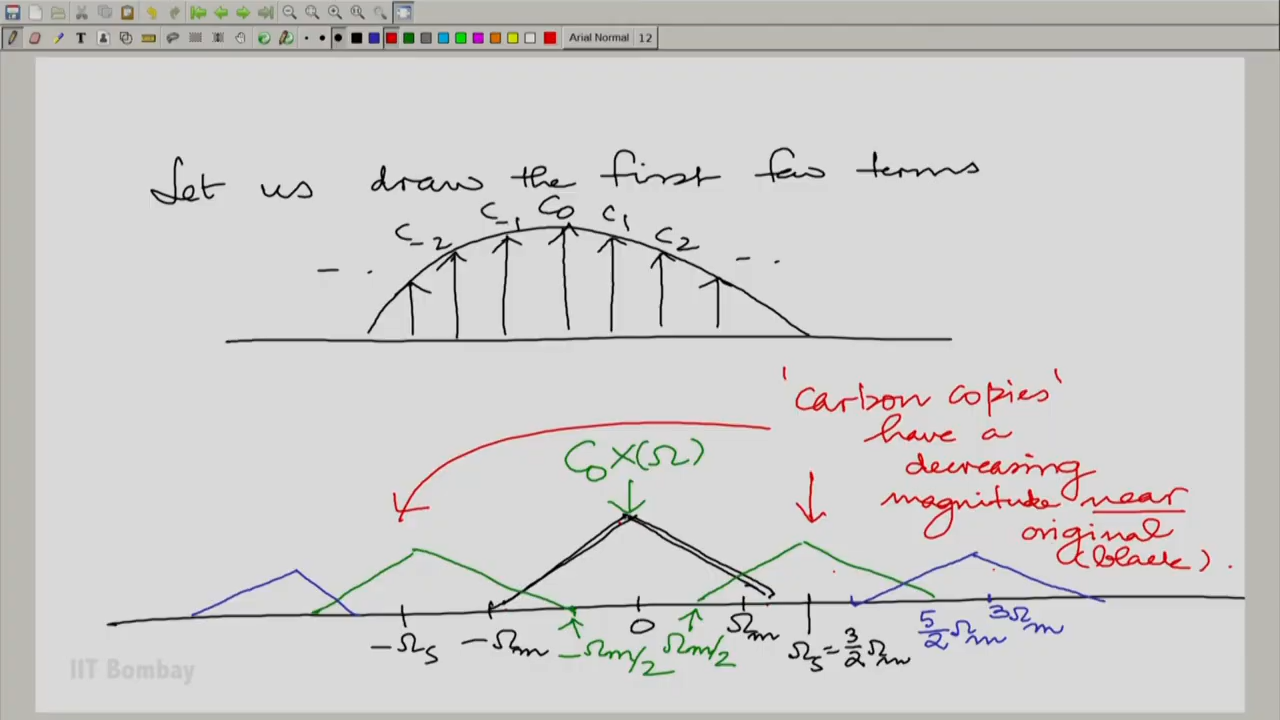 Arial Normal 12
Let us draw the first few terms
C-2 C-1 C0 C1 C2
'Carbon copies'
have a
decreasing
magnitude near
original
(black).
C0 X(Ω)
-Ωs -Ωm -Ωm/2 0 Ωm/2 Ωm Ωs=3/2 Ωm 5/2 Ωm 3Ωm
IIT Bombay